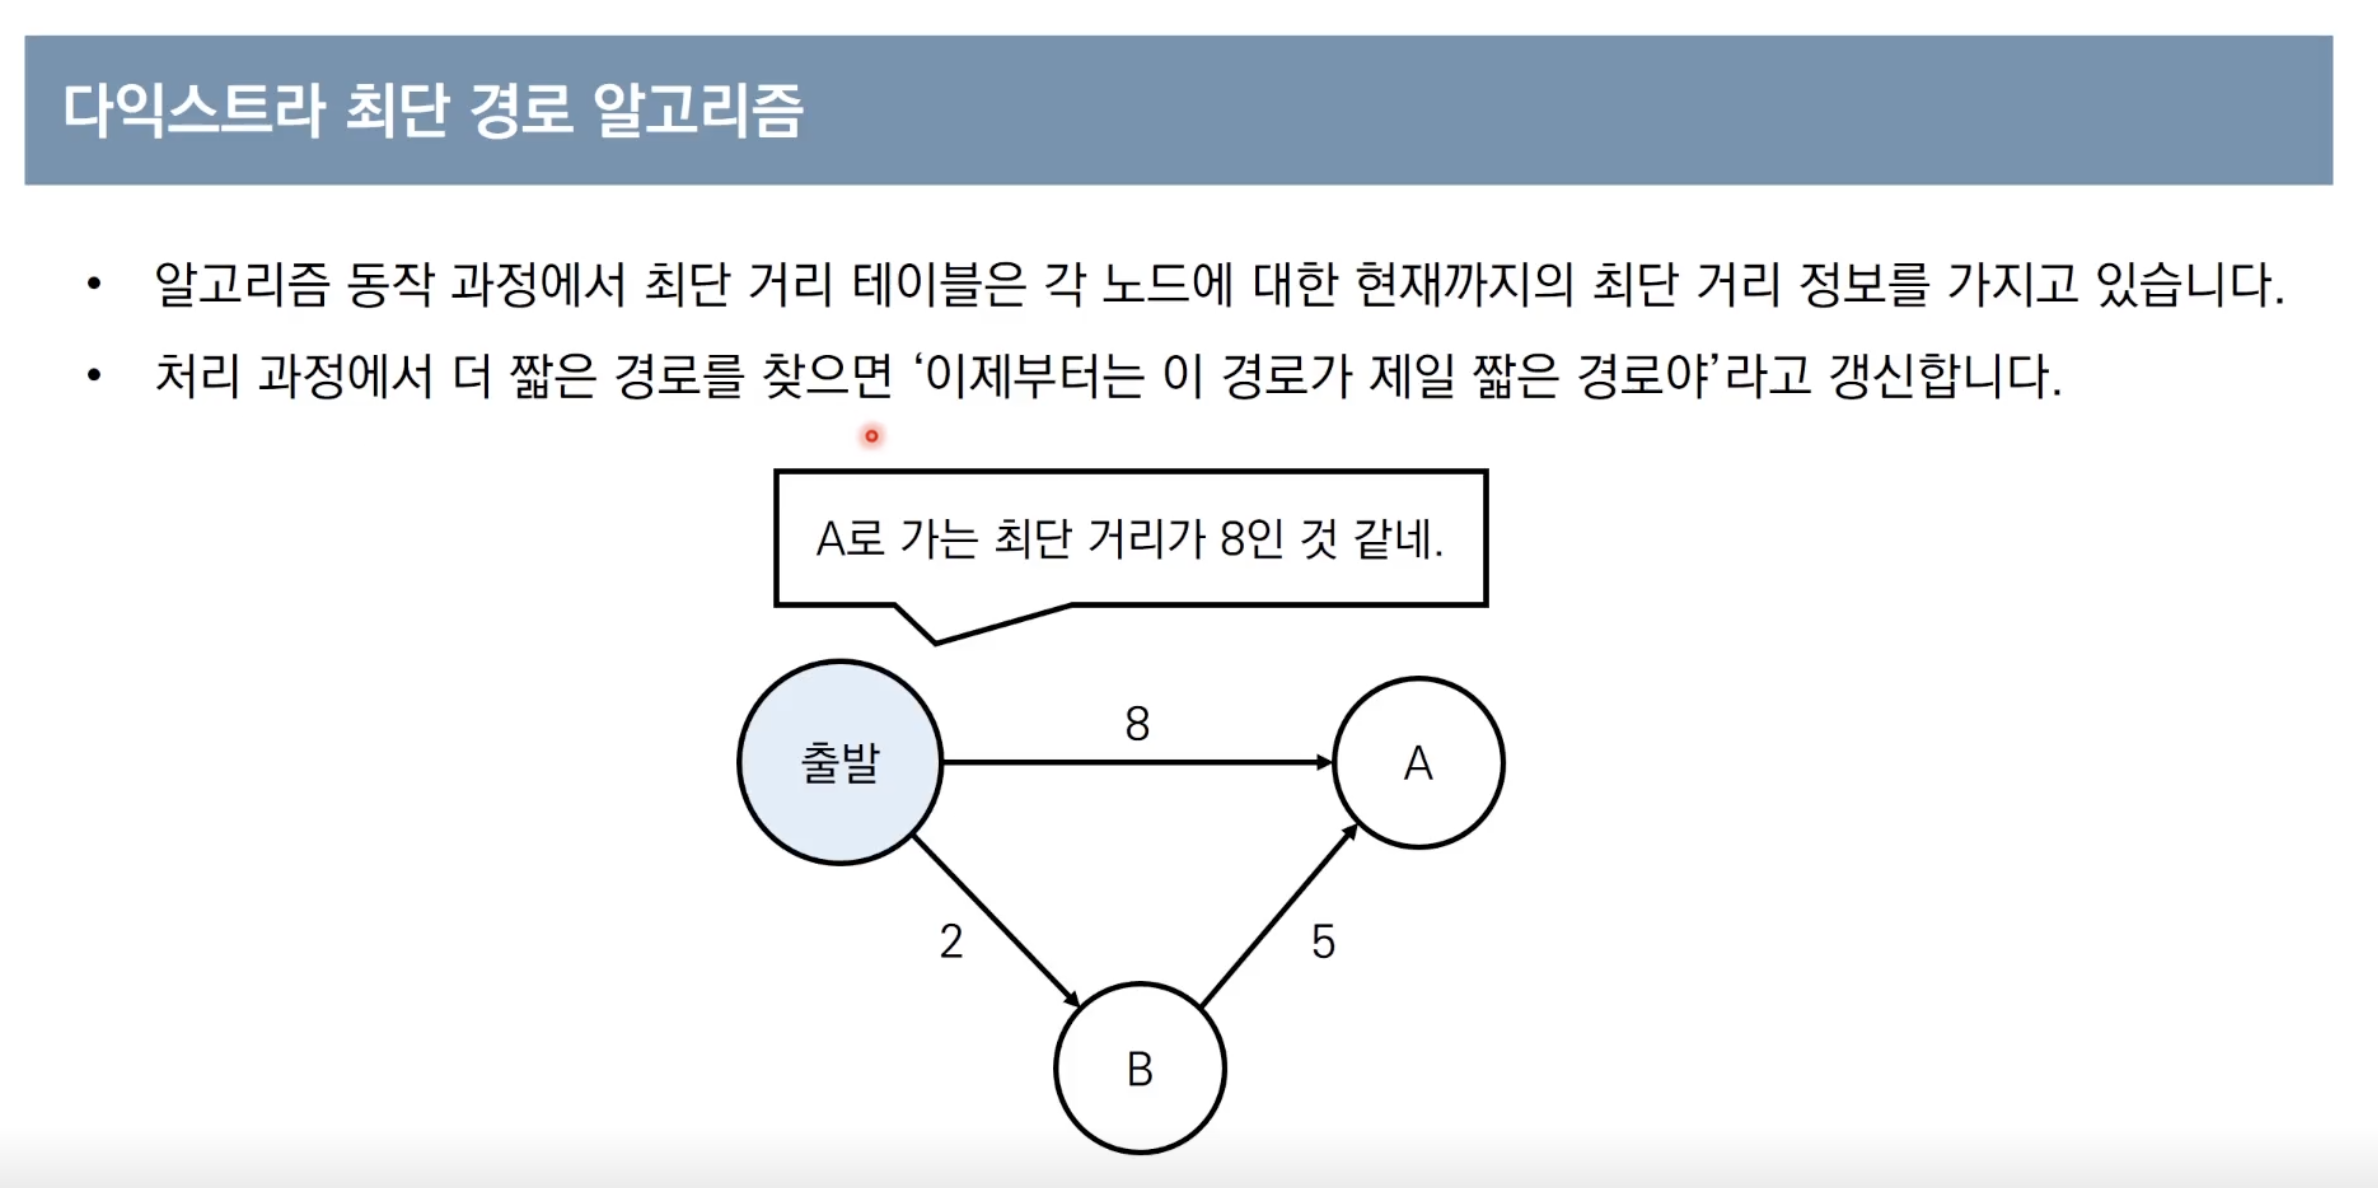 다익스트라 최단 경로 알고리즘
• 알고리즘 동작 과정에서 최단 거리 테이블은 각 노드에 대한 현재까지의 최단 거리 정보를 가지고 있습니다.
• 처리 과정에서 더 짧은 경로를 찾으면 ‘이제부터는 이 경로가 제일 짧은 경로야’라고 갱신합니다.
A로 가는 최단 거리가 8인 것 같네.
8
출발
A
2
5
B